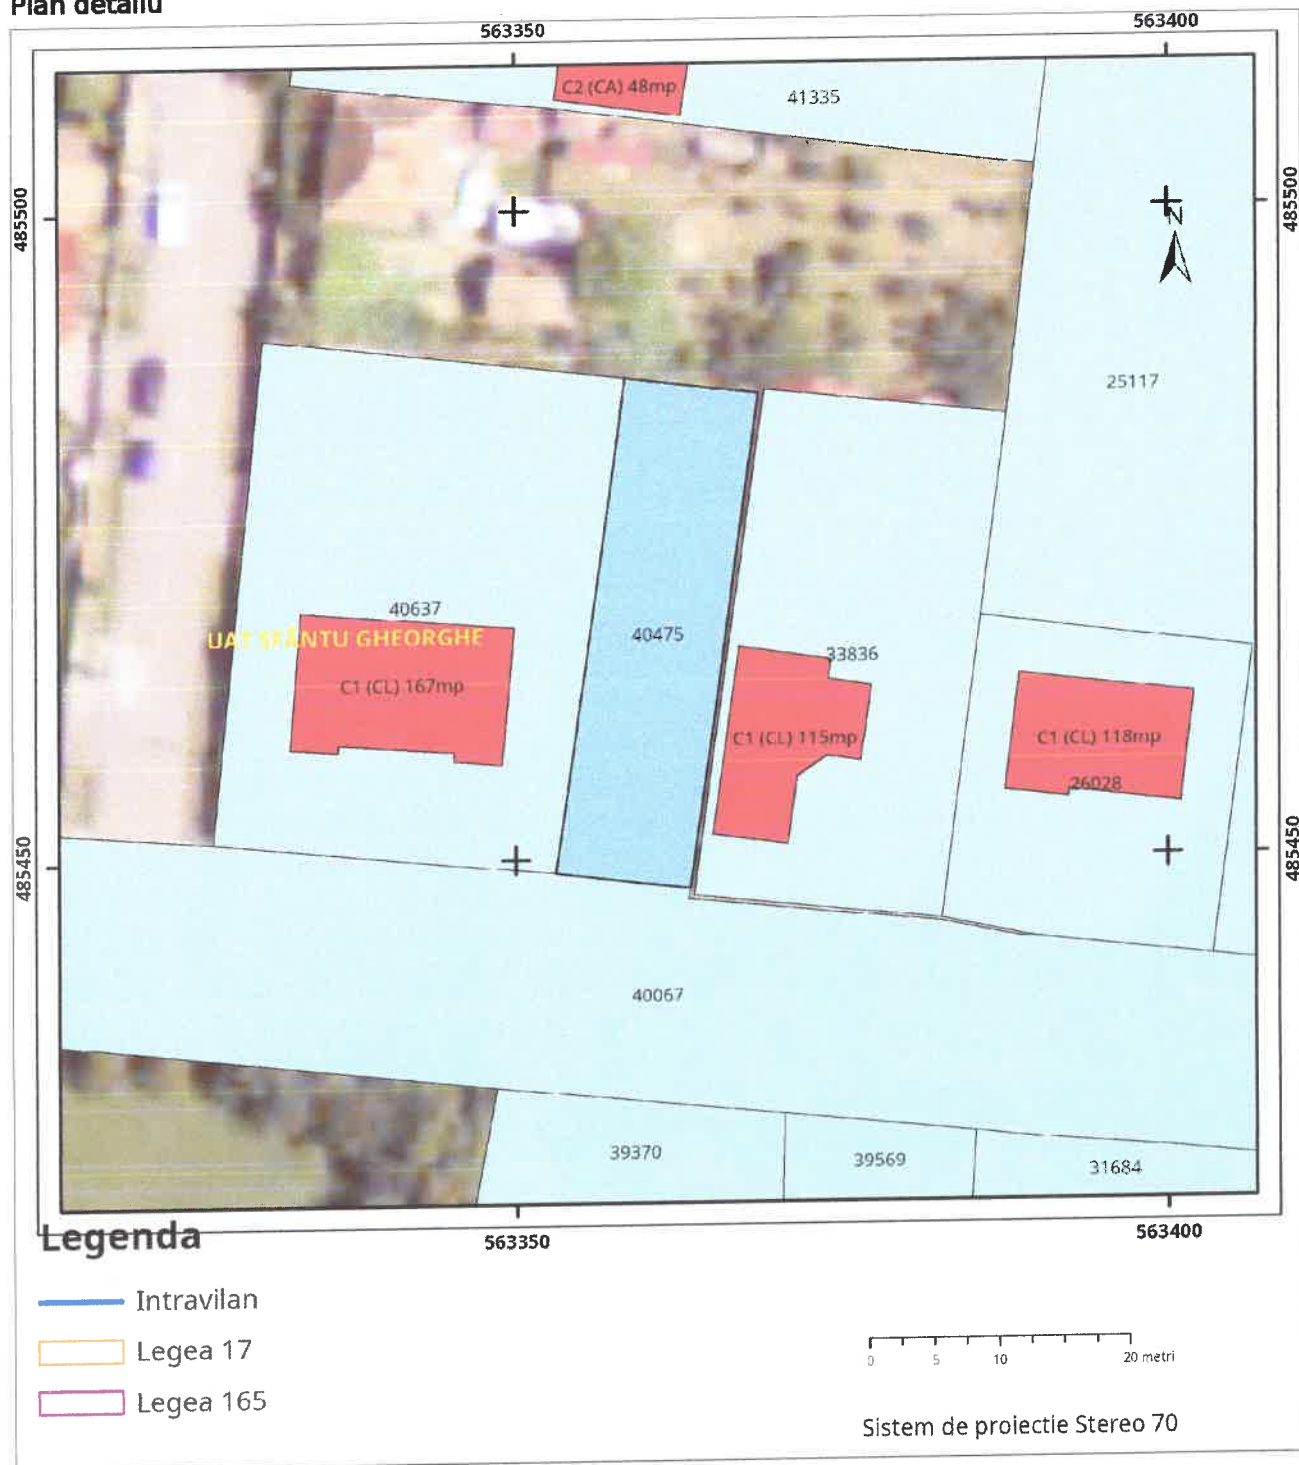 Plan detaliu
563350
563400
C2 (CA) 48mp
41335
485500
485500
N
25117
40637
UAT SFÂNTU GHEORGHE
40475
33836
C1 (CL) 167mp
C1 (CL) 115mp
C1 (CL) 118mp
26028
485450
485450
40067
39370
39569
31684
563350
563400
Legenda
Intravilan
Legea 17
Legea 165
0 5 10 20 metri
Sistem de proiectie Stereo 70